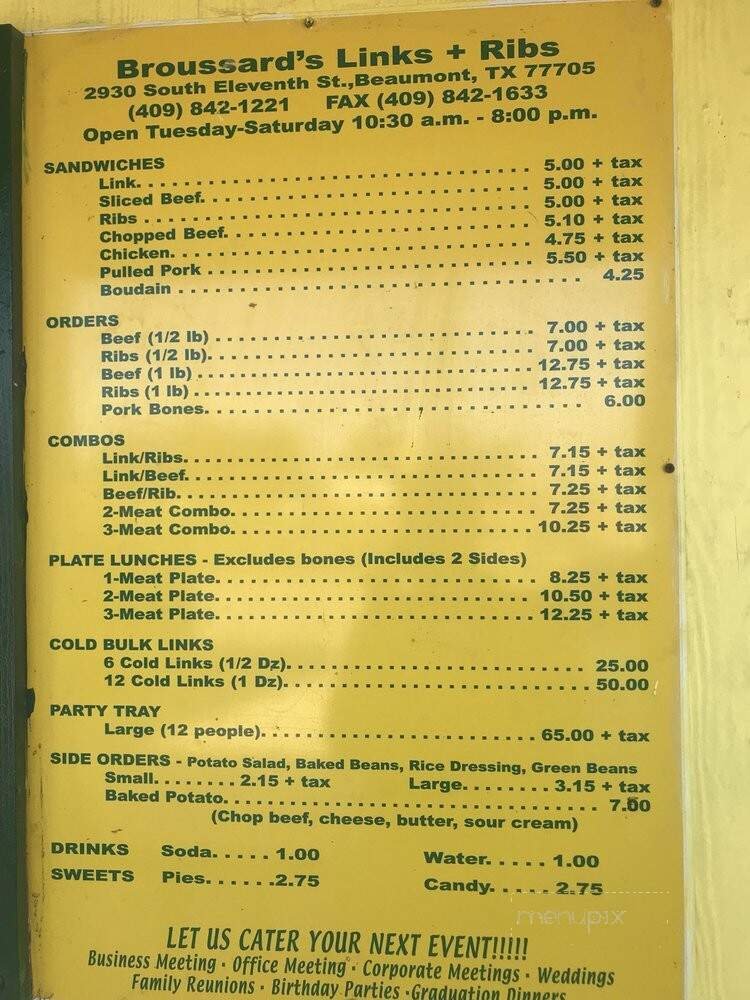 Broussard's Links + Ribs
2930 South Eleventh St.,Beaumont, TX 77705
(409) 842-1221 FAX (409) 842-1633
Open Tuesday-Saturday 10:30 a.m. - 8:00 p.m.
SANDWICHES
Link. . . . . . . . . . 5.00 + tax
Sliced Beef. . . . . . . . . . 5.00 + tax
Ribs . . . . . . . . . . 5.00 + tax
Chopped Beef. . . . . . . . . . 5.10 + tax
Chicken. . . . . . . . . . 4.75 + tax
Pulled Pork . . . . . . . . . . 5.50 + tax
Boudain . . . . . . . . . . 4.25
ORDERS
Beef (1/2 lb) . . . . . . . . . . 7.00 + tax
Ribs (1/2 lb). . . . . . . . . . 7.00 + tax
Beef (1 lb) . . . . . . . . . . 12.75 + tax
Ribs (1 lb) . . . . . . . . . . 12.75 + tax
Pork Bones. . . . . . . . . . 6.00
COMBOS
Link/Ribs. . . . . . . . . . 7.15 + tax
Link/Beef. . . . . . . . . . 7.15 + tax
Beef/Rib. . . . . . . . . . 7.25 + tax
2-Meat Combo. . . . . . . . . . 7.25 + tax
3-Meat Combo. . . . . . . . . . 10.25 + tax
PLATE LUNCHES - Excludes bones (Includes 2 Sides)
1-Meat Plate. . . . . . . . . . 8.25 + tax
2-Meat Plate. . . . . . . . . . 10.50 + tax
3-Meat Plate. . . . . . . . . . 12.25 + tax
COLD BULK LINKS
6 Cold Links (1/2 Dz). . . . . . . . . . 25.00
12 Cold Links (1 Dz). . . . . . . . . . 50.00
PARTY TRAY
Large (12 people). . . . . . . . . . 65.00 + tax
SIDE ORDERS - Potato Salad, Baked Beans, Rice Dressing, Green Beans
Small. . . . . . . . 2.15 + tax Large. . . . . . . . 3.15 + tax
Baked Potato. . . . . . . . . . 7.50
(Chop beef, cheese, butter, sour cream)
DRINKS Soda. . . . . 1.00 Water. . . . . 1.00
SWEETS Pies. . . . . .2.75 Candy. . . . . 2.75
menupix
LET US CATER YOUR NEXT EVENT!!!!!
Business Meeting · Office Meeting · Corporate Meetings · Weddings
Family Reunions · Birthday Parties ·Graduation Dinners